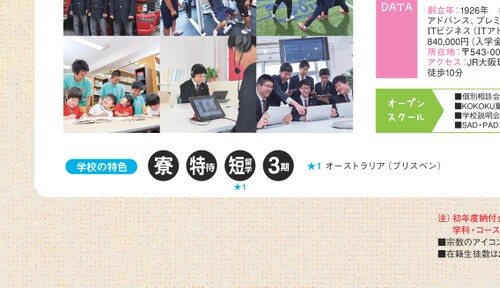 DATA
創立年：1926年
アドバンス、プレミ
ITビジネス（ITアド
840,000円（入学金
所在地：〒543-00
アクセス：JR大阪環
徒歩10分
オープン
スクール
■個別相談会
■KOKOKU
■学校説明会
■SAD・PAD
学校の特色
寮
特待
短留学
3期
★1 オーストラリア（ブリスベン）
★1
注）初年度納付金
学科・コース
■宗教のアイコン
■在籍生徒数は